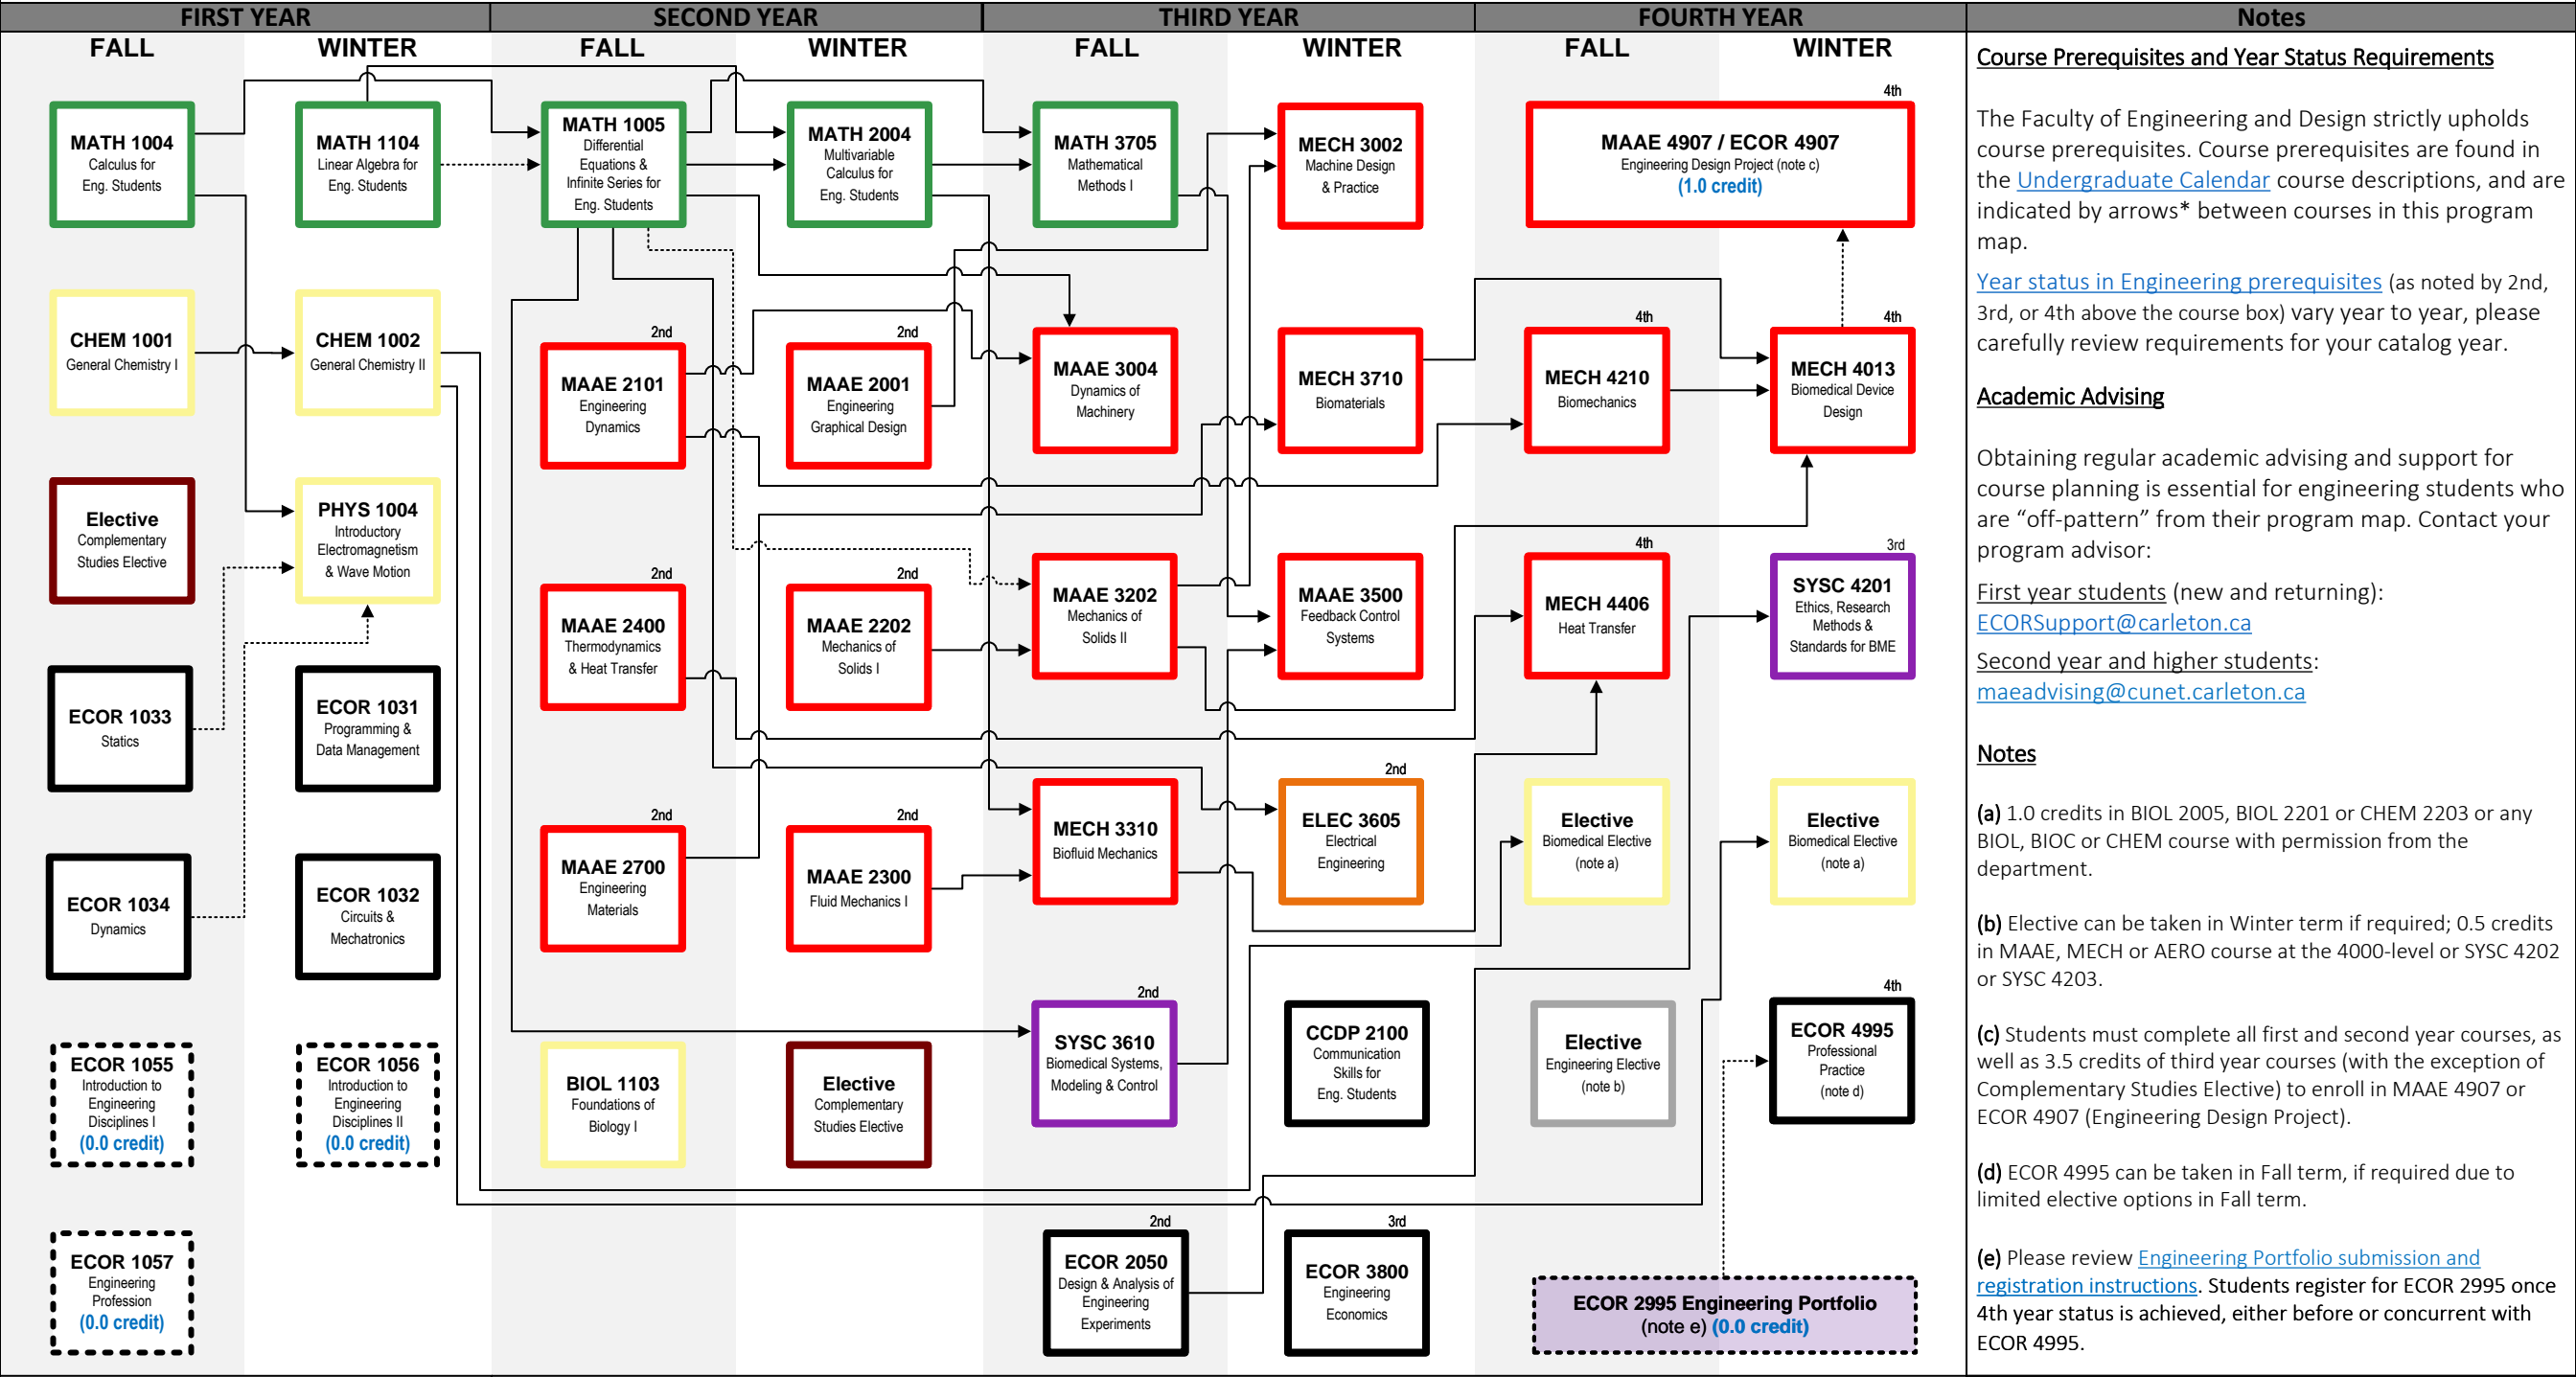 FIRST YEAR
SECOND YEAR
THIRD YEAR
FOURTH YEAR
Notes
FALL
WINTER
FALL
WINTER
FALL
WINTER
FALL
WINTER
MATH 1004
Calculus for
Eng. Students
CHEM 1001
General Chemistry I
Elective
Complementary
Studies Elective
ECOR 1033
Statics
ECOR 1034
Dynamics
ECOR 1055
Introduction to
Engineering
Disciplines I
(0.0 credit)
ECOR 1057
Engineering
Profession
(0.0 credit)
MATH 1104
Linear Algebra for
Eng. Students
CHEM 1002
General Chemistry II
PHYS 1004
Introductory
Electromagnetism
& Wave Motion
ECOR 1031
Programming &
Data Management
ECOR 1032
Circuits &
Mechatronics
ECOR 1056
Introduction to
Engineering
Disciplines II
(0.0 credit)
MATH 1005
Differential
Equations &
Infinite Series for
Eng. Students
2nd
MAAE 2101
Engineering
Dynamics
2nd
MAAE 2400
Thermodynamics
& Heat Transfer
2nd
MAAE 2700
Engineering
Materials
BIOL 1103
Foundations of
Biology I
MATH 2004
Multivariable
Calculus for
Eng. Students
2nd
MAAE 2001
Engineering
Graphical Design
2nd
MAAE 2202
Mechanics of
Solids I
2nd
MAAE 2300
Fluid Mechanics I
Elective
Complementary
Studies Elective
MATH 3705
Mathematical
Methods I
MAAE 3004
Dynamics of
Machinery
MAAE 3202
Mechanics of
Solids II
MECH 3310
Biofluid Mechanics
2nd
SYSC 3610
Biomedical Systems,
Modeling & Control
2nd
ECOR 2050
Design & Analysis of
Engineering
Experiments
MECH 3002
Machine Design
& Practice
MECH 3710
Biomaterials
MAAE 3500
Feedback Control
Systems
2nd
ELEC 3605
Electrical
Engineering
CCDP 2100
Communication
Skills for
Eng. Students
3rd
ECOR 3800
Engineering
Economics
4th
MAAE 4907 / ECOR 4907
Engineering Design Project (note c)
(1.0 credit)
4th
MECH 4210
Biomechanics
4th
MECH 4406
Heat Transfer
Elective
Biomedical Elective
(note a)
Elective
Engineering Elective
(note b)
4th
MECH 4013
Biomedical Device
Design
3rd
SYSC 4201
Ethics, Research
Methods &
Standards for BME
Elective
Biomedical Elective
(note a)
4th
ECOR 4995
Professional
Practice
(note d)
ECOR 2995 Engineering Portfolio
(note e) (0.0 credit)
Course Prerequisites and Year Status Requirements
The Faculty of Engineering and Design strictly upholds
course prerequisites. Course prerequisites are found in
the Undergraduate Calendar course descriptions, and are
indicated by arrows* between courses in this program
map.
Year status in Engineering prerequisites (as noted by 2nd,
3rd, or 4th above the course box) vary year to year, please
carefully review requirements for your catalog year.
Academic Advising
Obtaining regular academic advising and support for
course planning is essential for engineering students who
are “off-pattern” from their program map. Contact your
program advisor:
First year students (new and returning):
ECORSupport@carleton.ca
Second year and higher students:
maeadvising@cunet.carleton.ca
Notes
(a) 1.0 credits in BIOL 2005, BIOL 2201 or CHEM 2203 or any
BIOL, BIOC or CHEM course with permission from the
department.
(b) Elective can be taken in Winter term if required; 0.5 credits
in MAAE, MECH or AERO course at the 4000-level or SYSC 4202
or SYSC 4203.
(c) Students must complete all first and second year courses, as
well as 3.5 credits of third year courses (with the exception of
Complementary Studies Elective) to enroll in MAAE 4907 or
ECOR 4907 (Engineering Design Project).
(d) ECOR 4995 can be taken in Fall term, if required due to
limited elective options in Fall term.
(e) Please review Engineering Portfolio submission and
registration instructions. Students register for ECOR 2995 once
4th year status is achieved, either before or concurrent with
ECOR 4995.